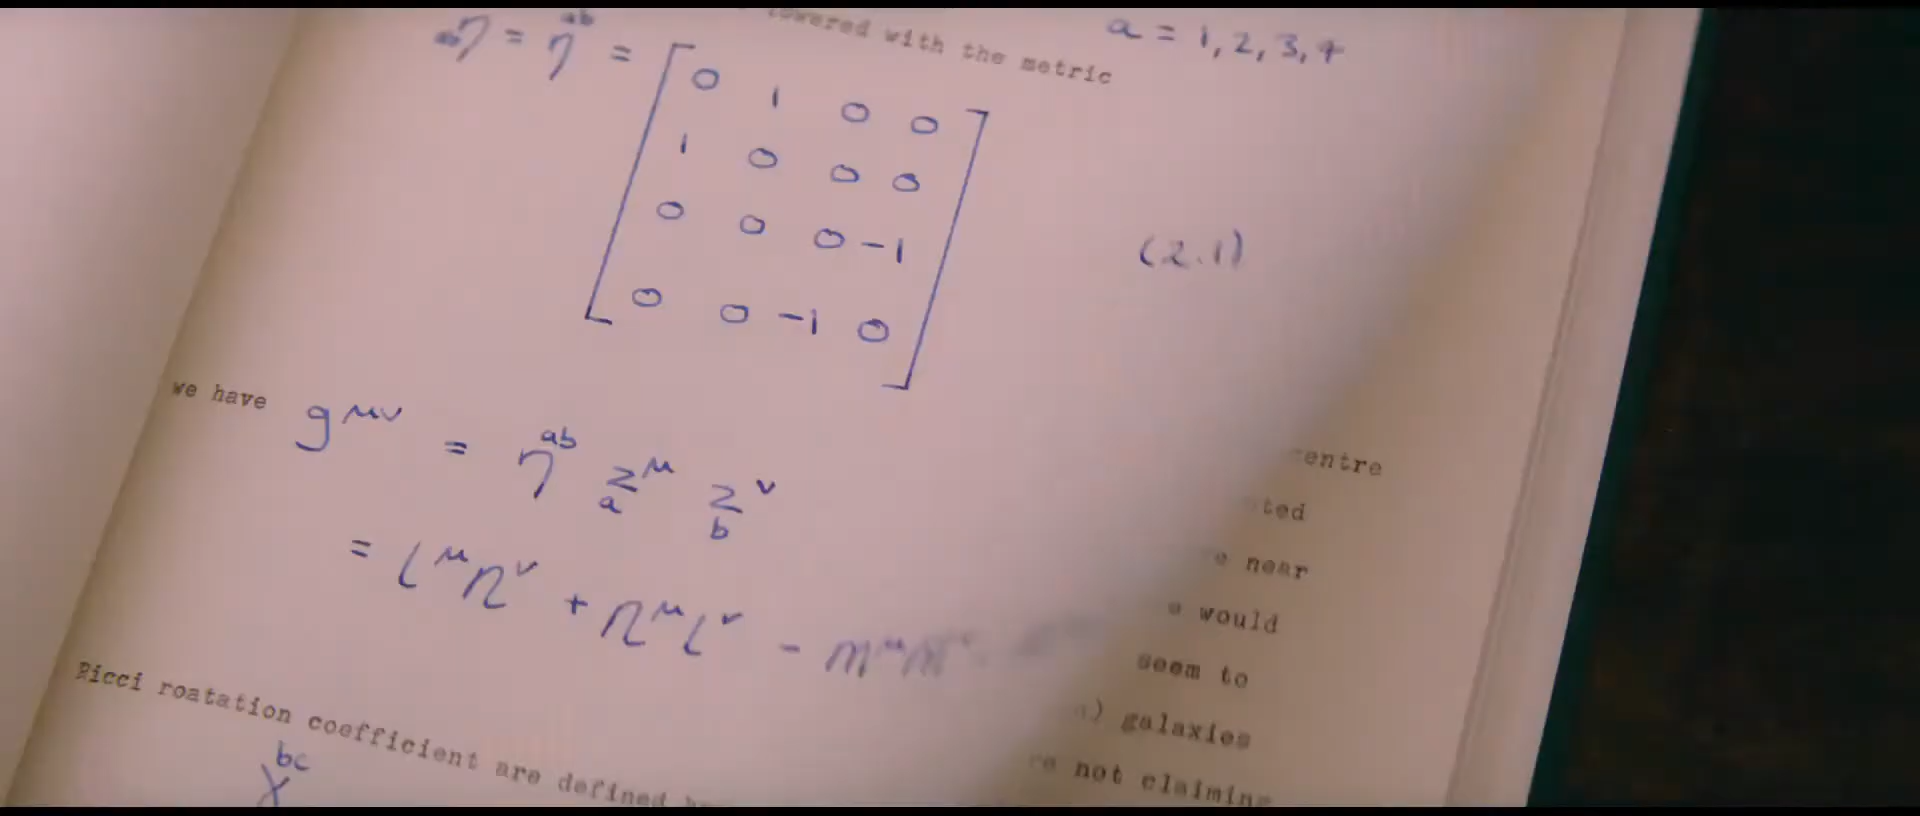 lowered with the metric
a = 1, 2, 3, 4
ab η = η ab =
0 1 0 0
1 0 0 0
0 0 0 -1
0 0 -1 0
(2.1)
we have g^μν = η^ab z_a^μ z_b^ν
= l^μ n^ν + n^μ l^ν - m^μ
Ricci roatation coefficient are defined
γ^bc
near
would
seem to
galaxies
not claiming